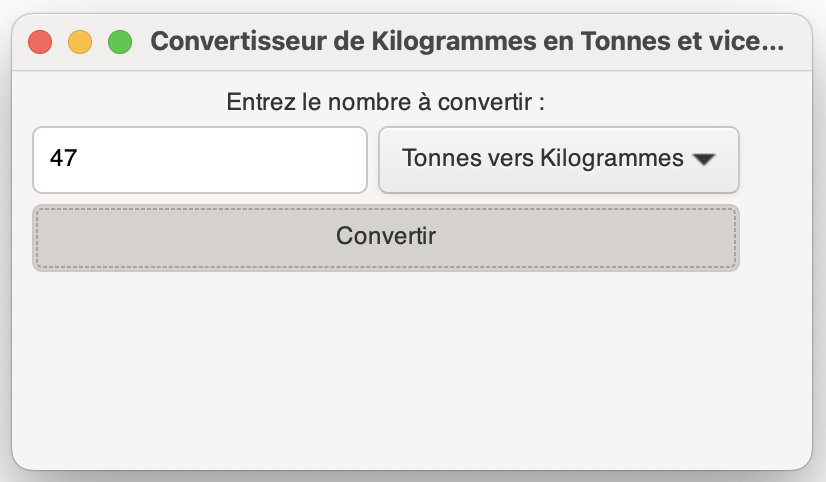 Convertisseur de Kilogrammes en Tonnes et vice...
Entrez le nombre à convertir :
47
Tonnes vers Kilogrammes
Convertir